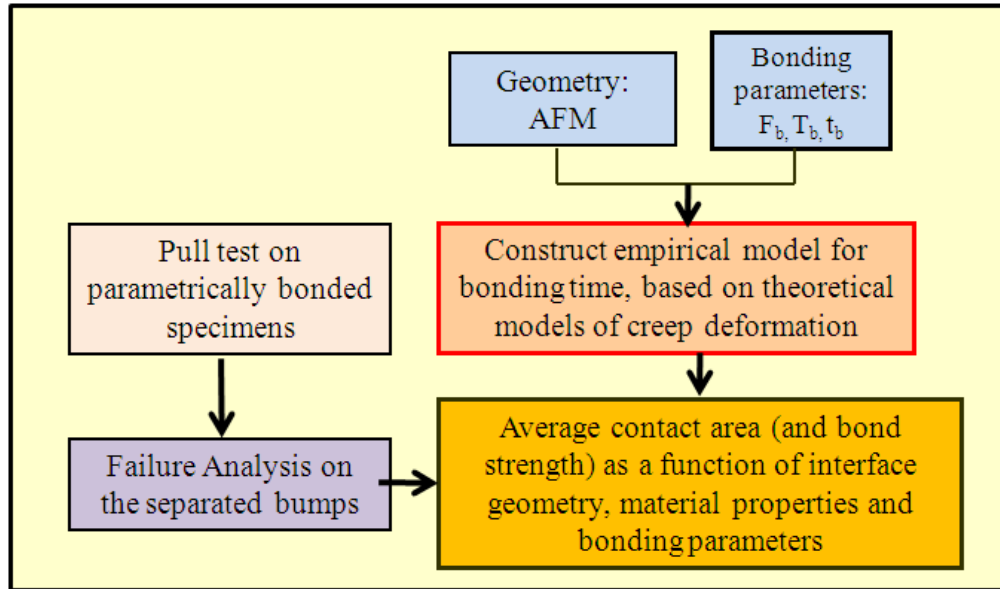 Geometry:
AFM
Bonding
parameters:
Fb, Tb, tb
Pull test on
parametrically bonded
specimens
Construct empirical model for
bonding time, based on theoretical
models of creep deformation
Failure Analysis on
the separated bumps
Average contact area (and bond
strength) as a function of interface
geometry, material properties and
bonding parameters